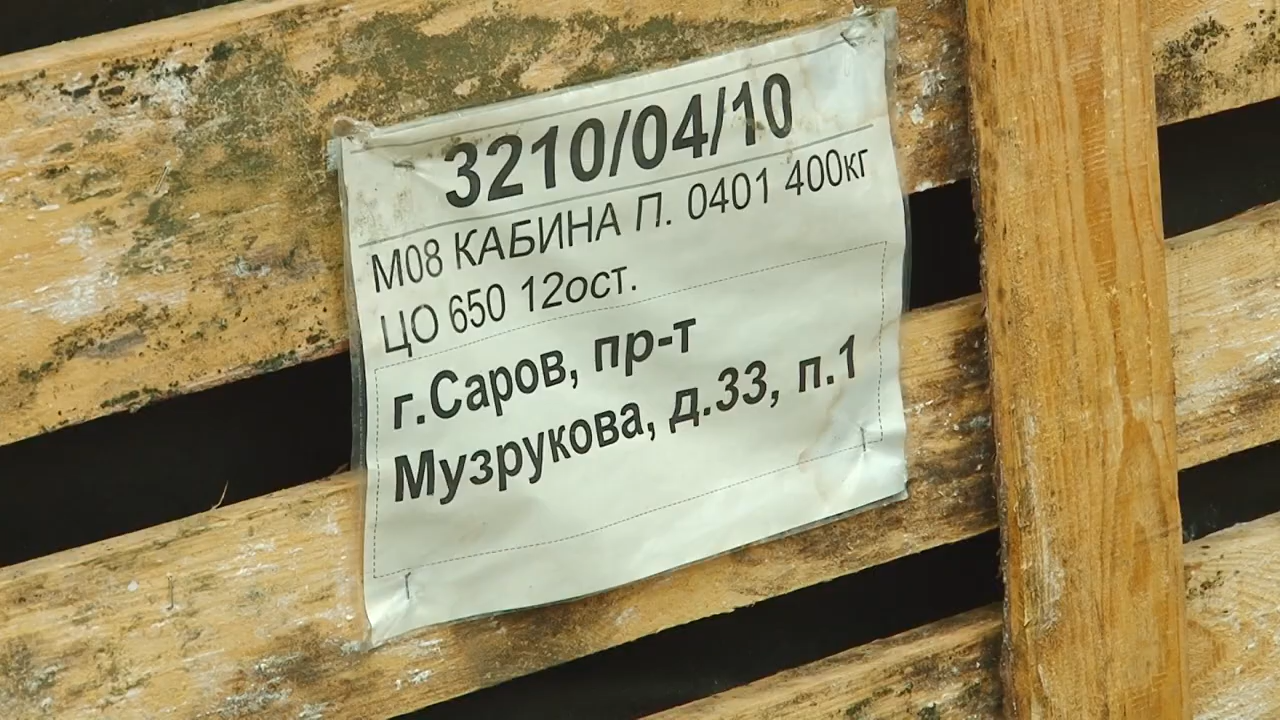 3210/04/10
М08 КАБИНА П. 0401 400кг
ЦО 650 12ост.
г.Саров, пр-т
Музрукова, д.33, п.1